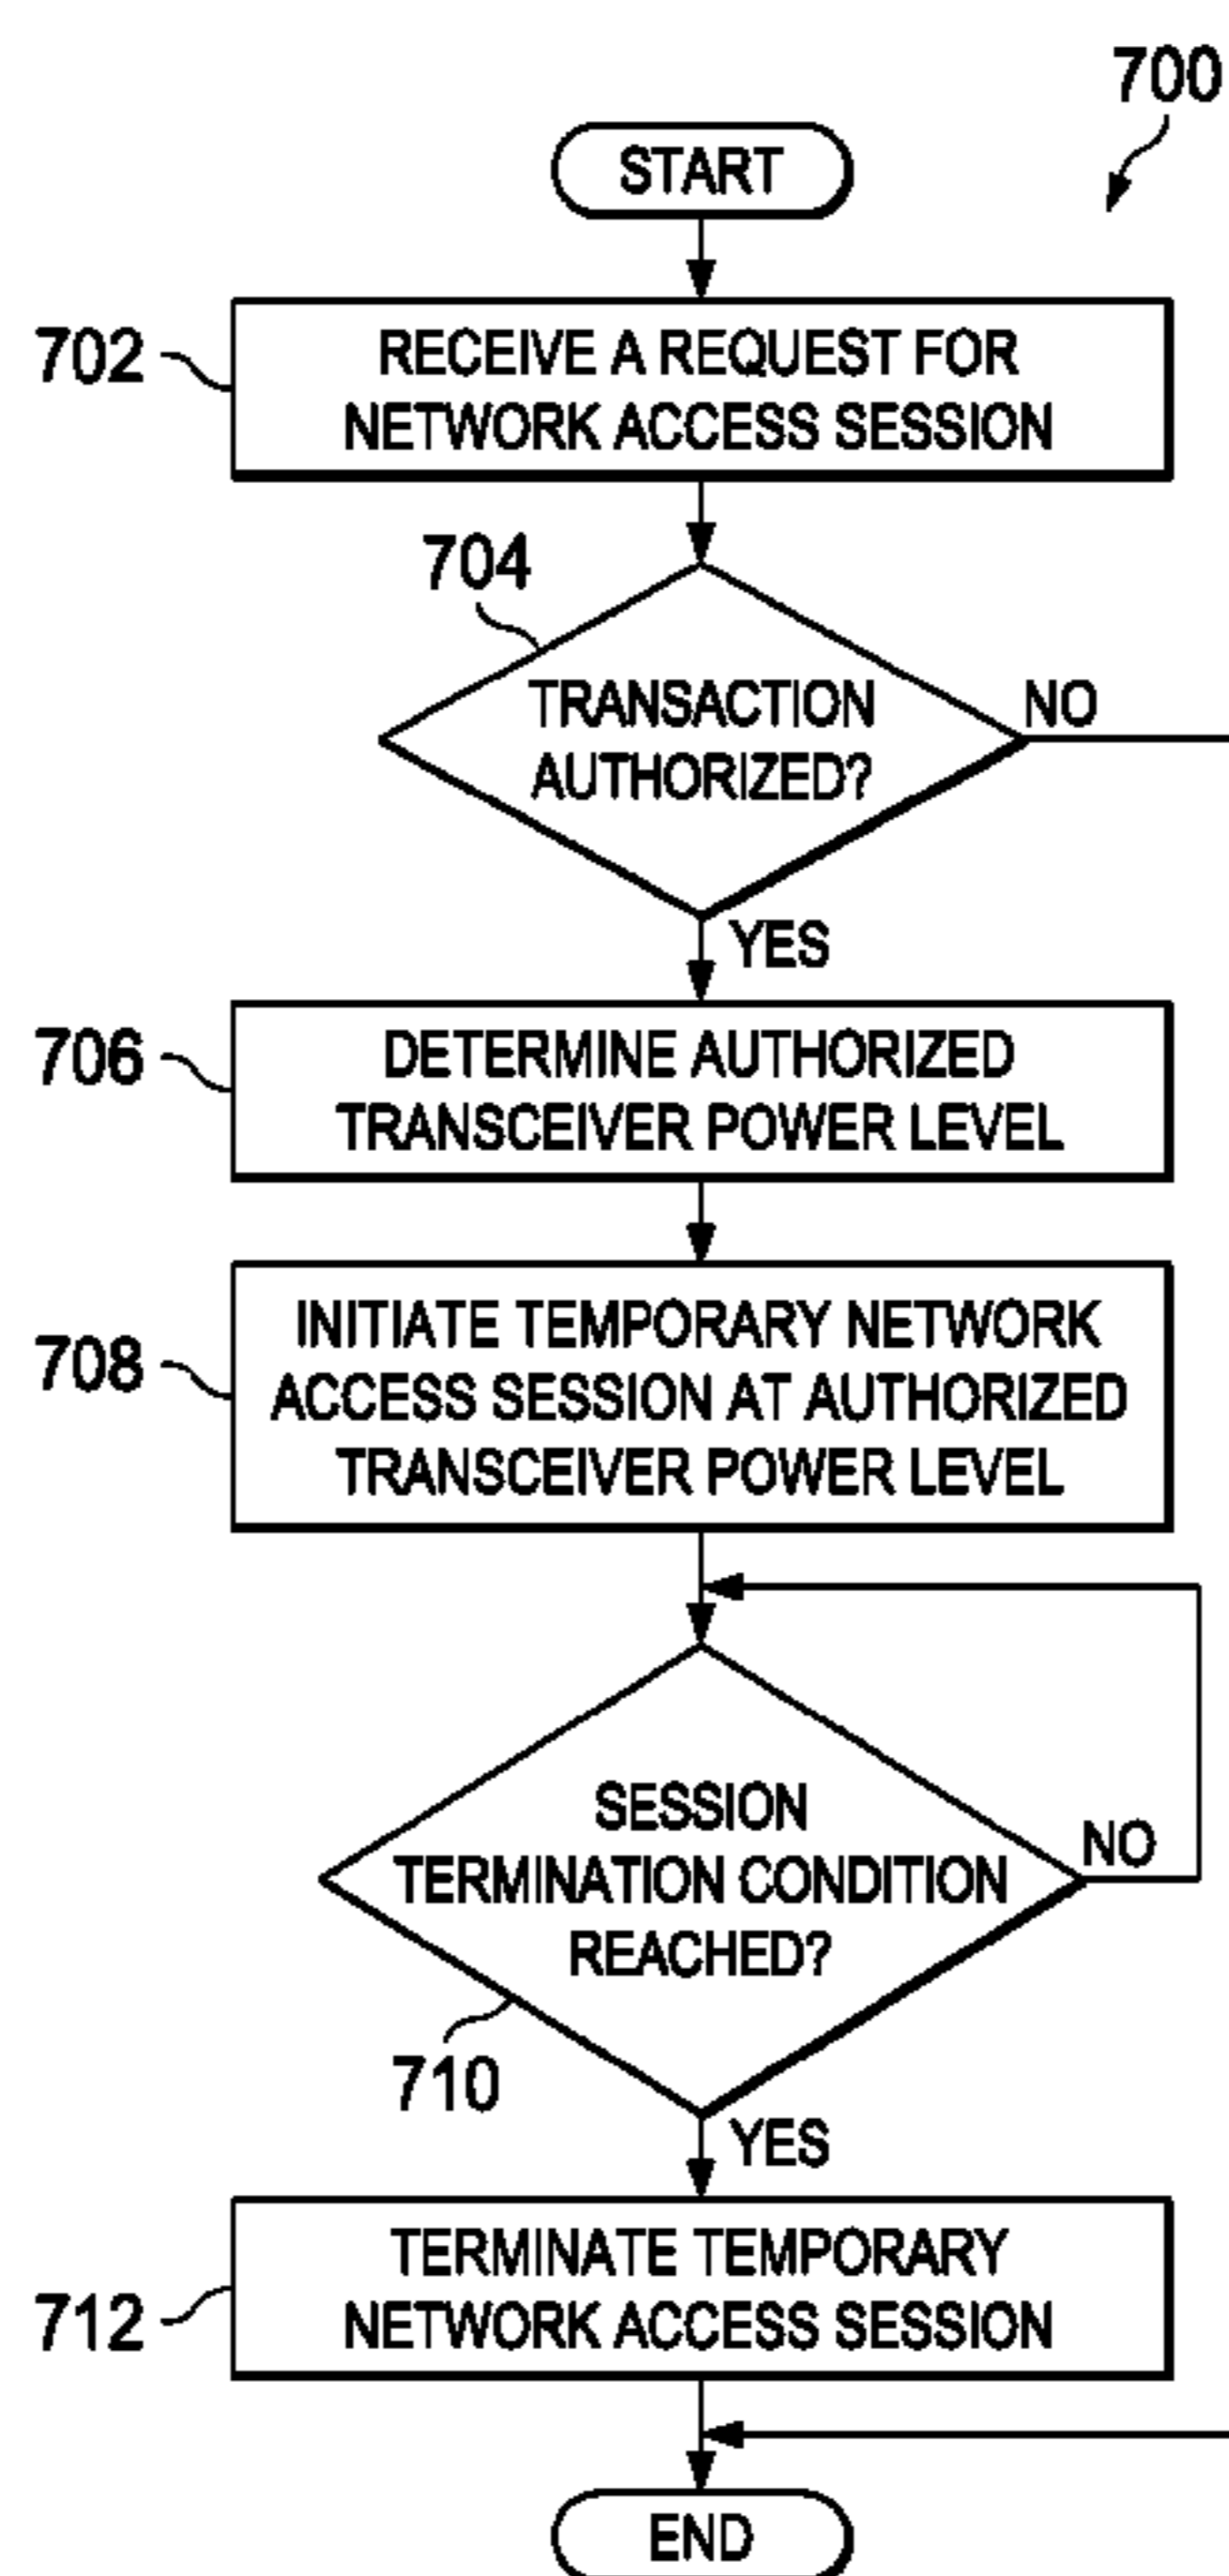 700
START
702
RECEIVE A REQUEST FOR
NETWORK ACCESS SESSION
704
TRANSACTION
AUTHORIZED?
NO
YES
706
DETERMINE AUTHORIZED
TRANSCEIVER POWER LEVEL
708
INITIATE TEMPORARY NETWORK
ACCESS SESSION AT AUTHORIZED
TRANSCEIVER POWER LEVEL
SESSION
TERMINATION CONDITION
REACHED?
NO
710
YES
712
TERMINATE TEMPORARY
NETWORK ACCESS SESSION
END